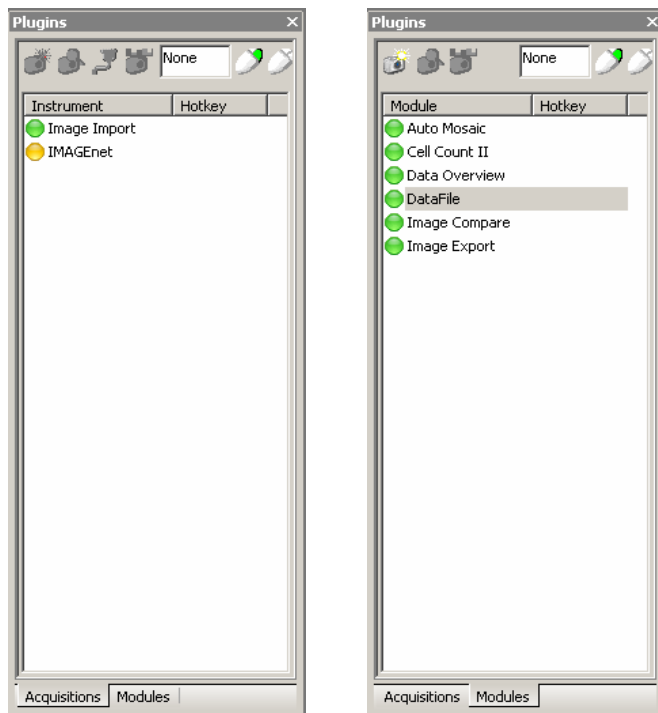 Plugins
None
Instrument Hotkey
Image Import
IMAGEnet
Acquisitions Modules
Plugins
None
Module Hotkey
Auto Mosaic
Cell Count II
Data Overview
DataFile
Image Compare
Image Export
Acquisitions Modules